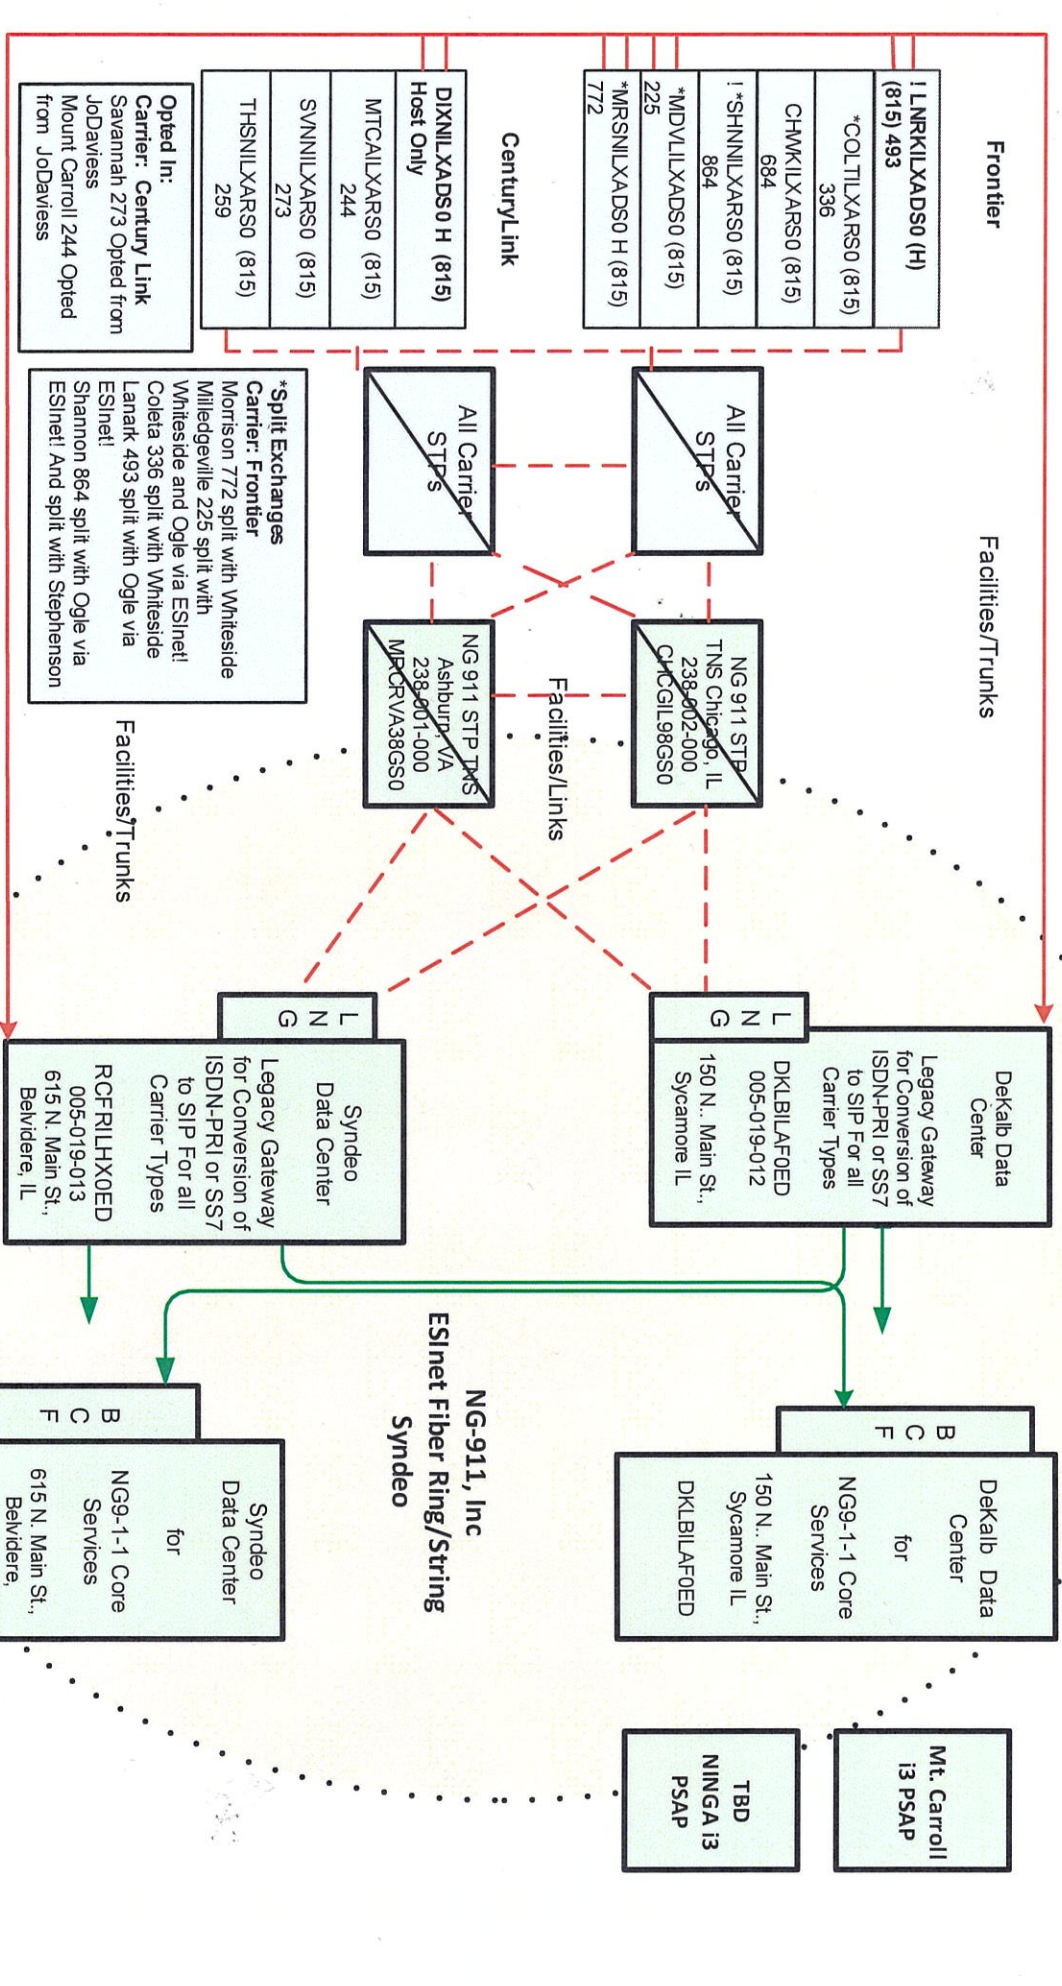 Frontier
! LNRKILXADS0 (H)
(815) 493
*COLTILXARS0 (815)
336
CHWKILXARS0 (815)
684
! *SHNNILXARS0 (815)
864
*MDVLILXADS0 (815)
225
*MRSNILXADS0 H (815)
772
CenturyLink
DIXNILXADS0 H (815)
Host Only
MTCAILXARS0 (815)
244
SVNNILXARS0 (815)
273
THSNILXARS0 (815)
259
Opted In:
Carrier: Century Link
Savannah 273 Opted from
JoDaviess
Mount Carroll 244 Opted
from JoDaviess
*Split Exchanges
Carrier: Frontier
Morrison 772 split with Whiteside
Milledgeville 225 split with
Whiteside and Ogle via ESInet!
Coleta 336 split with Whiteside
Lanark 493 split with Ogle via
ESInet!
Shannon 864 split with Ogle via
ESInet! And split with Stephenson
Facilities/Trunks
All Carrier
STP's
All Carrier
STP's
NG 911 STP
TNS Chicago, IL
238-002-000
CHCGIL98GS0
NG 911 STP TNS
Ashburn, VA
238-001-000
MRCRVA38GS0
Facilities/Links
Facilities/Trunks
L N G
DeKalb Data
Center
Legacy Gateway
for Conversion of
ISDN-PRI or SS7
to SIP For all
Carrier Types
DKLBILAF0ED
005-019-012
150 N.. Main St.,
Sycamore IL
L N G
Syndeo
Data Center
Legacy Gateway
for Conversion of
ISDN-PRI or SS7
to SIP For all
Carrier Types
RCFRILHX0ED
005-019-013
615 N. Main St.,
Belvidere, IL
NG-911, Inc
ESInet Fiber Ring/String
Syndeo
B C F
DeKalb Data
Center
for
NG9-1-1 Core
Services
150 N.. Main St.,
Sycamore IL
DKLBILAF0ED
B C F
Syndeo
Data Center
for
NG9-1-1 Core
Services
615 N. Main St.,
Belvidere,
Mt. Carroll
i3 PSAP
TBD
NINGA i3
PSAP